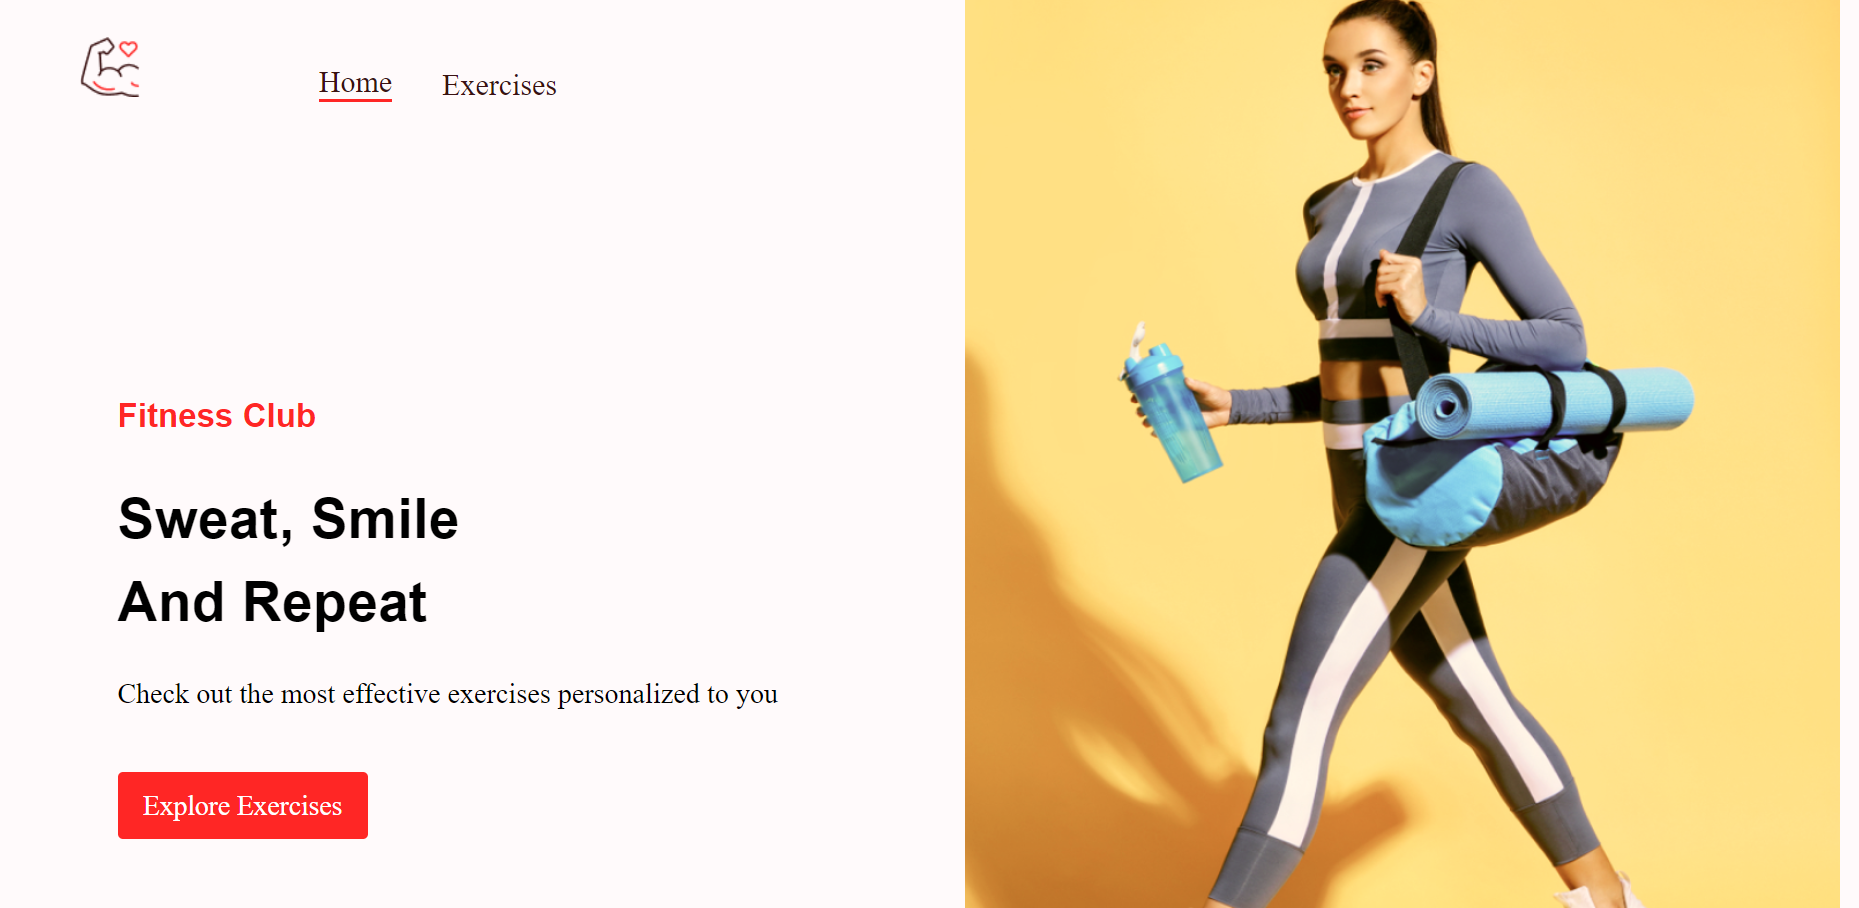 Home Exercises
Fitness Club
Sweat, Smile
And Repeat
Check out the most effective exercises personalized to you
Explore Exercises